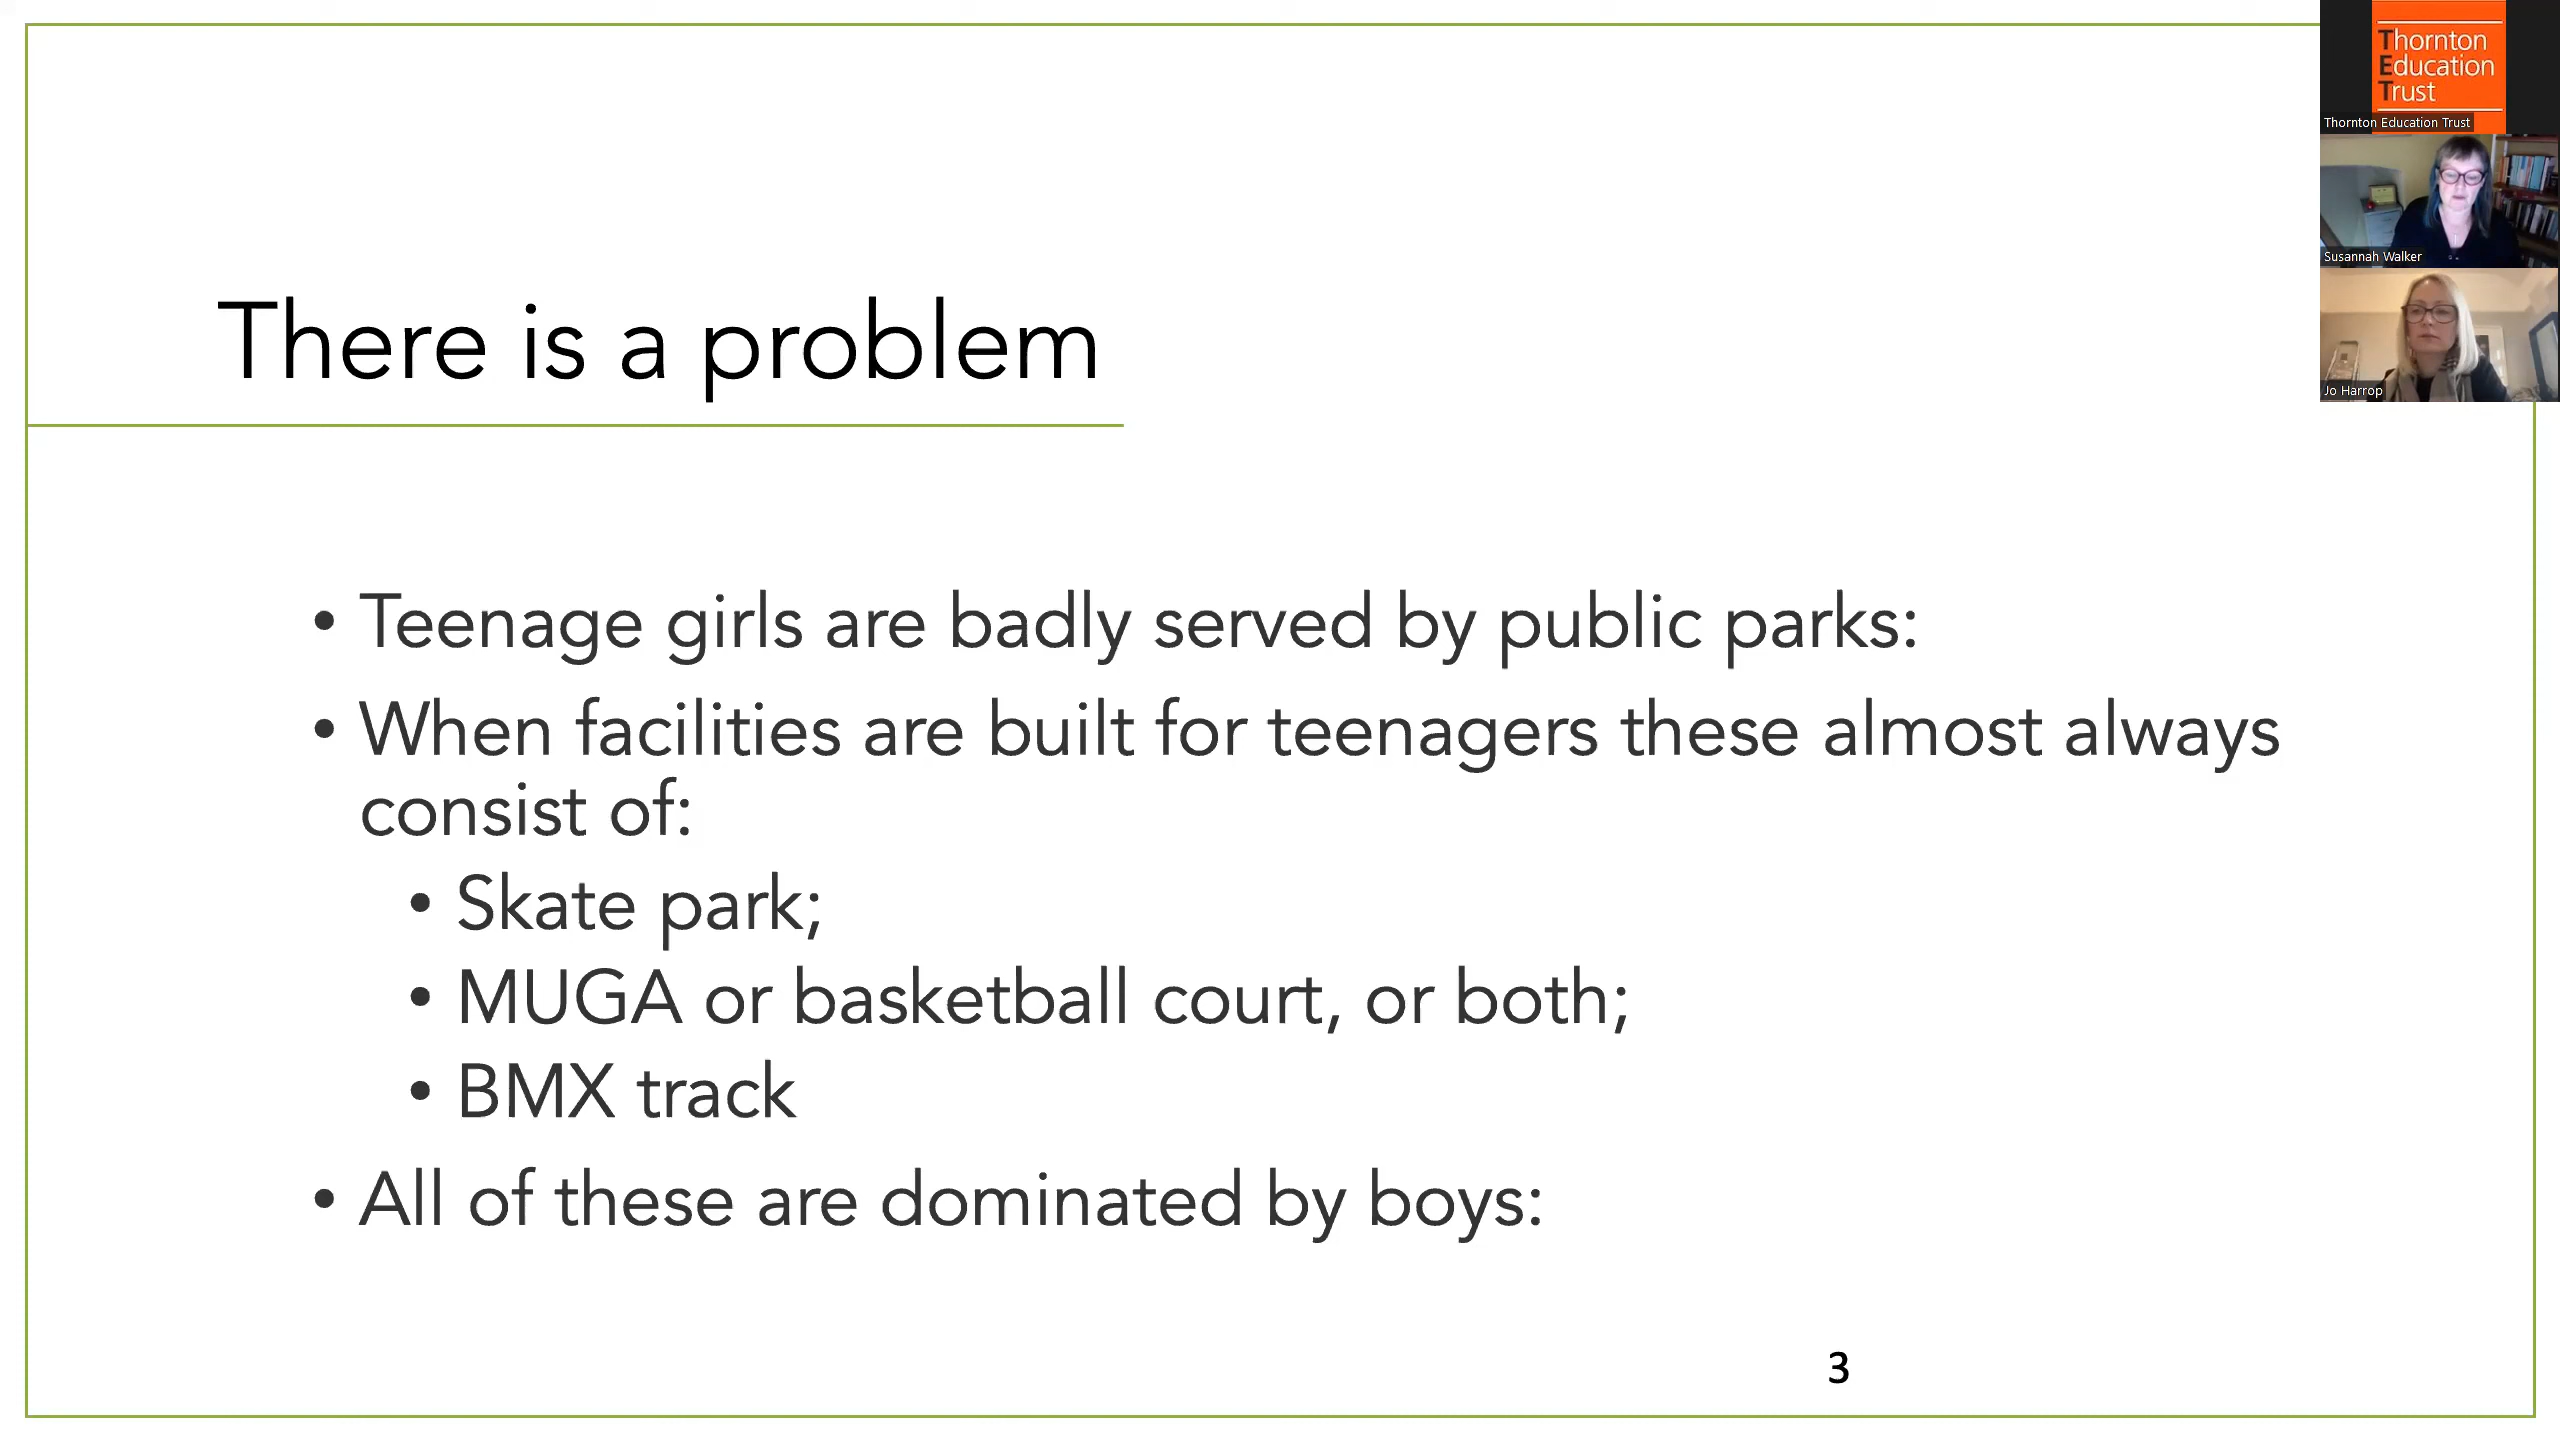 There is a problem
• Teenage girls are badly served by public parks:
• When facilities are built for teenagers these almost always
consist of:
• Skate park;
• MUGA or basketball court, or both;
• BMX track
• All of these are dominated by boys:
3
Thornton
Education
Trust
Thornton Education Trust
Susannah Walker
Jo Harrop